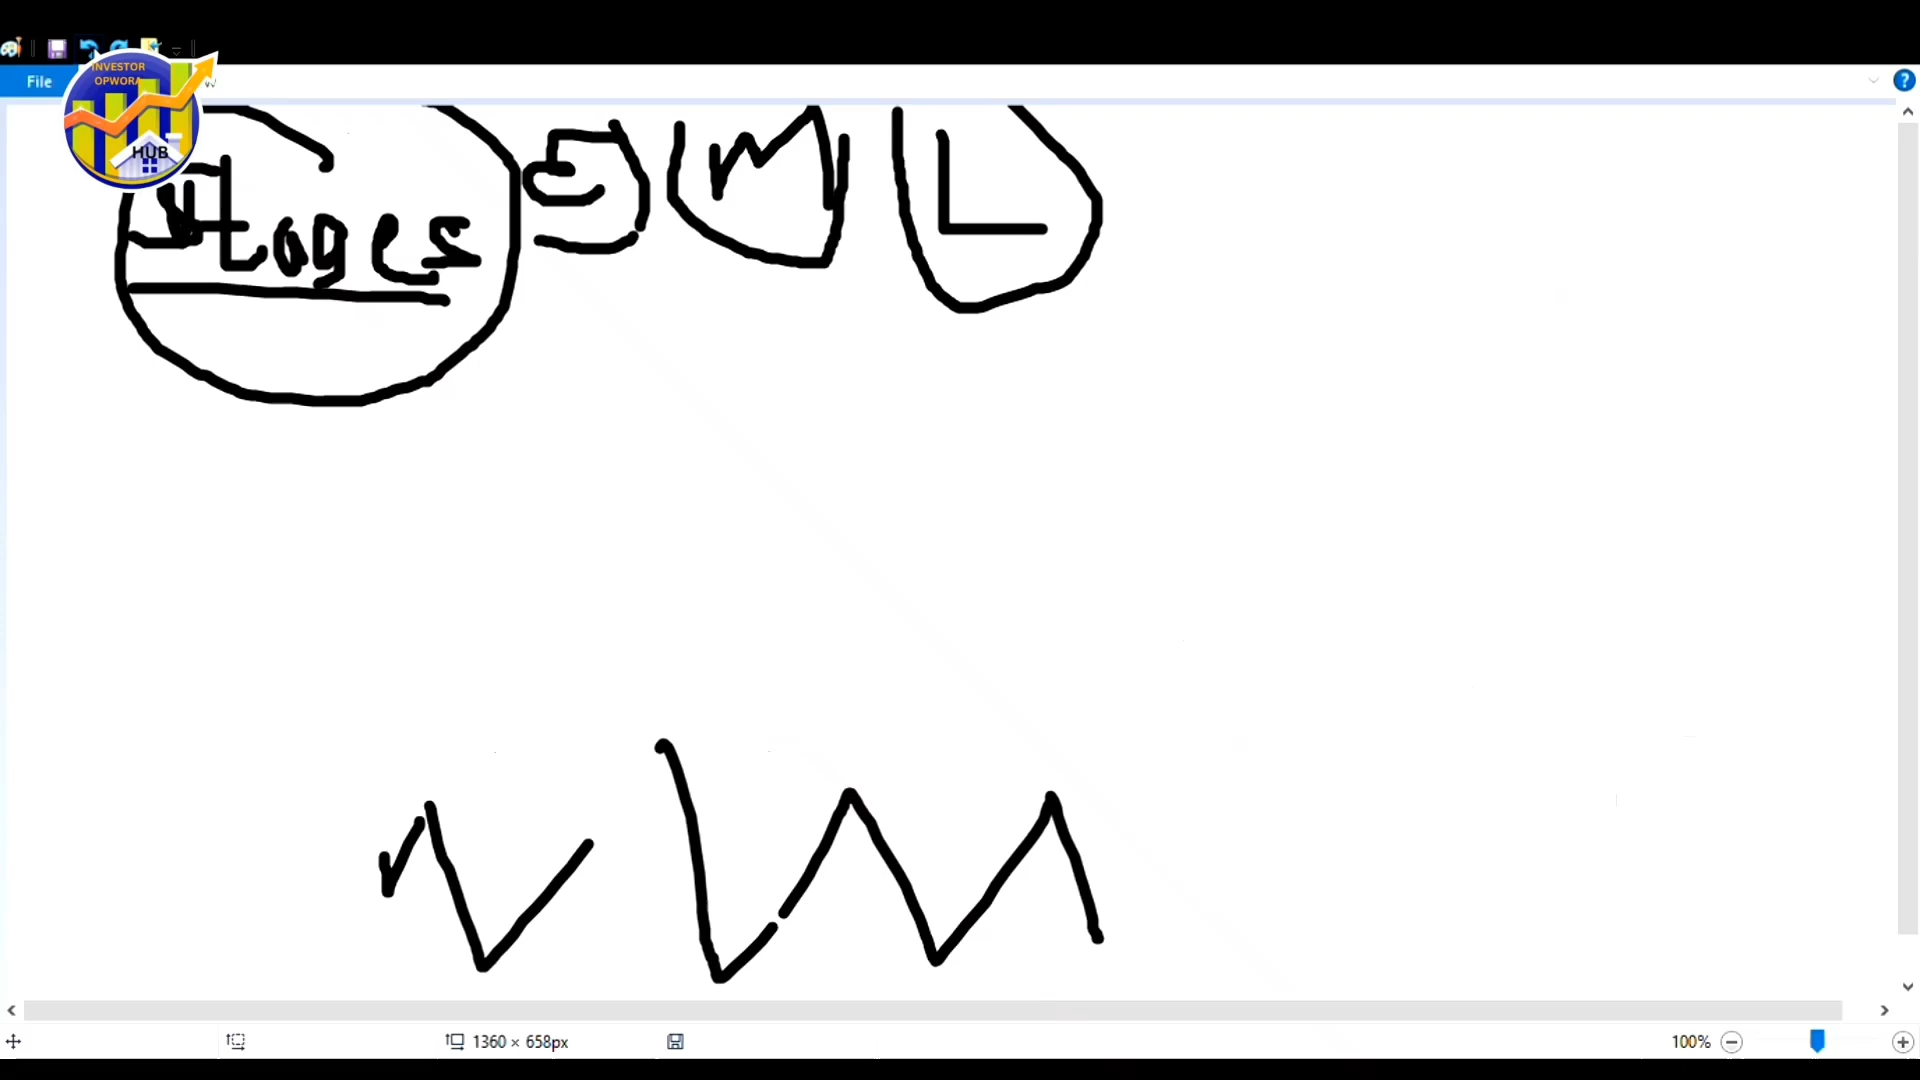 INVESTOR
OPWORA
HUB
File
Stages
M
L
1360 × 658px
100%